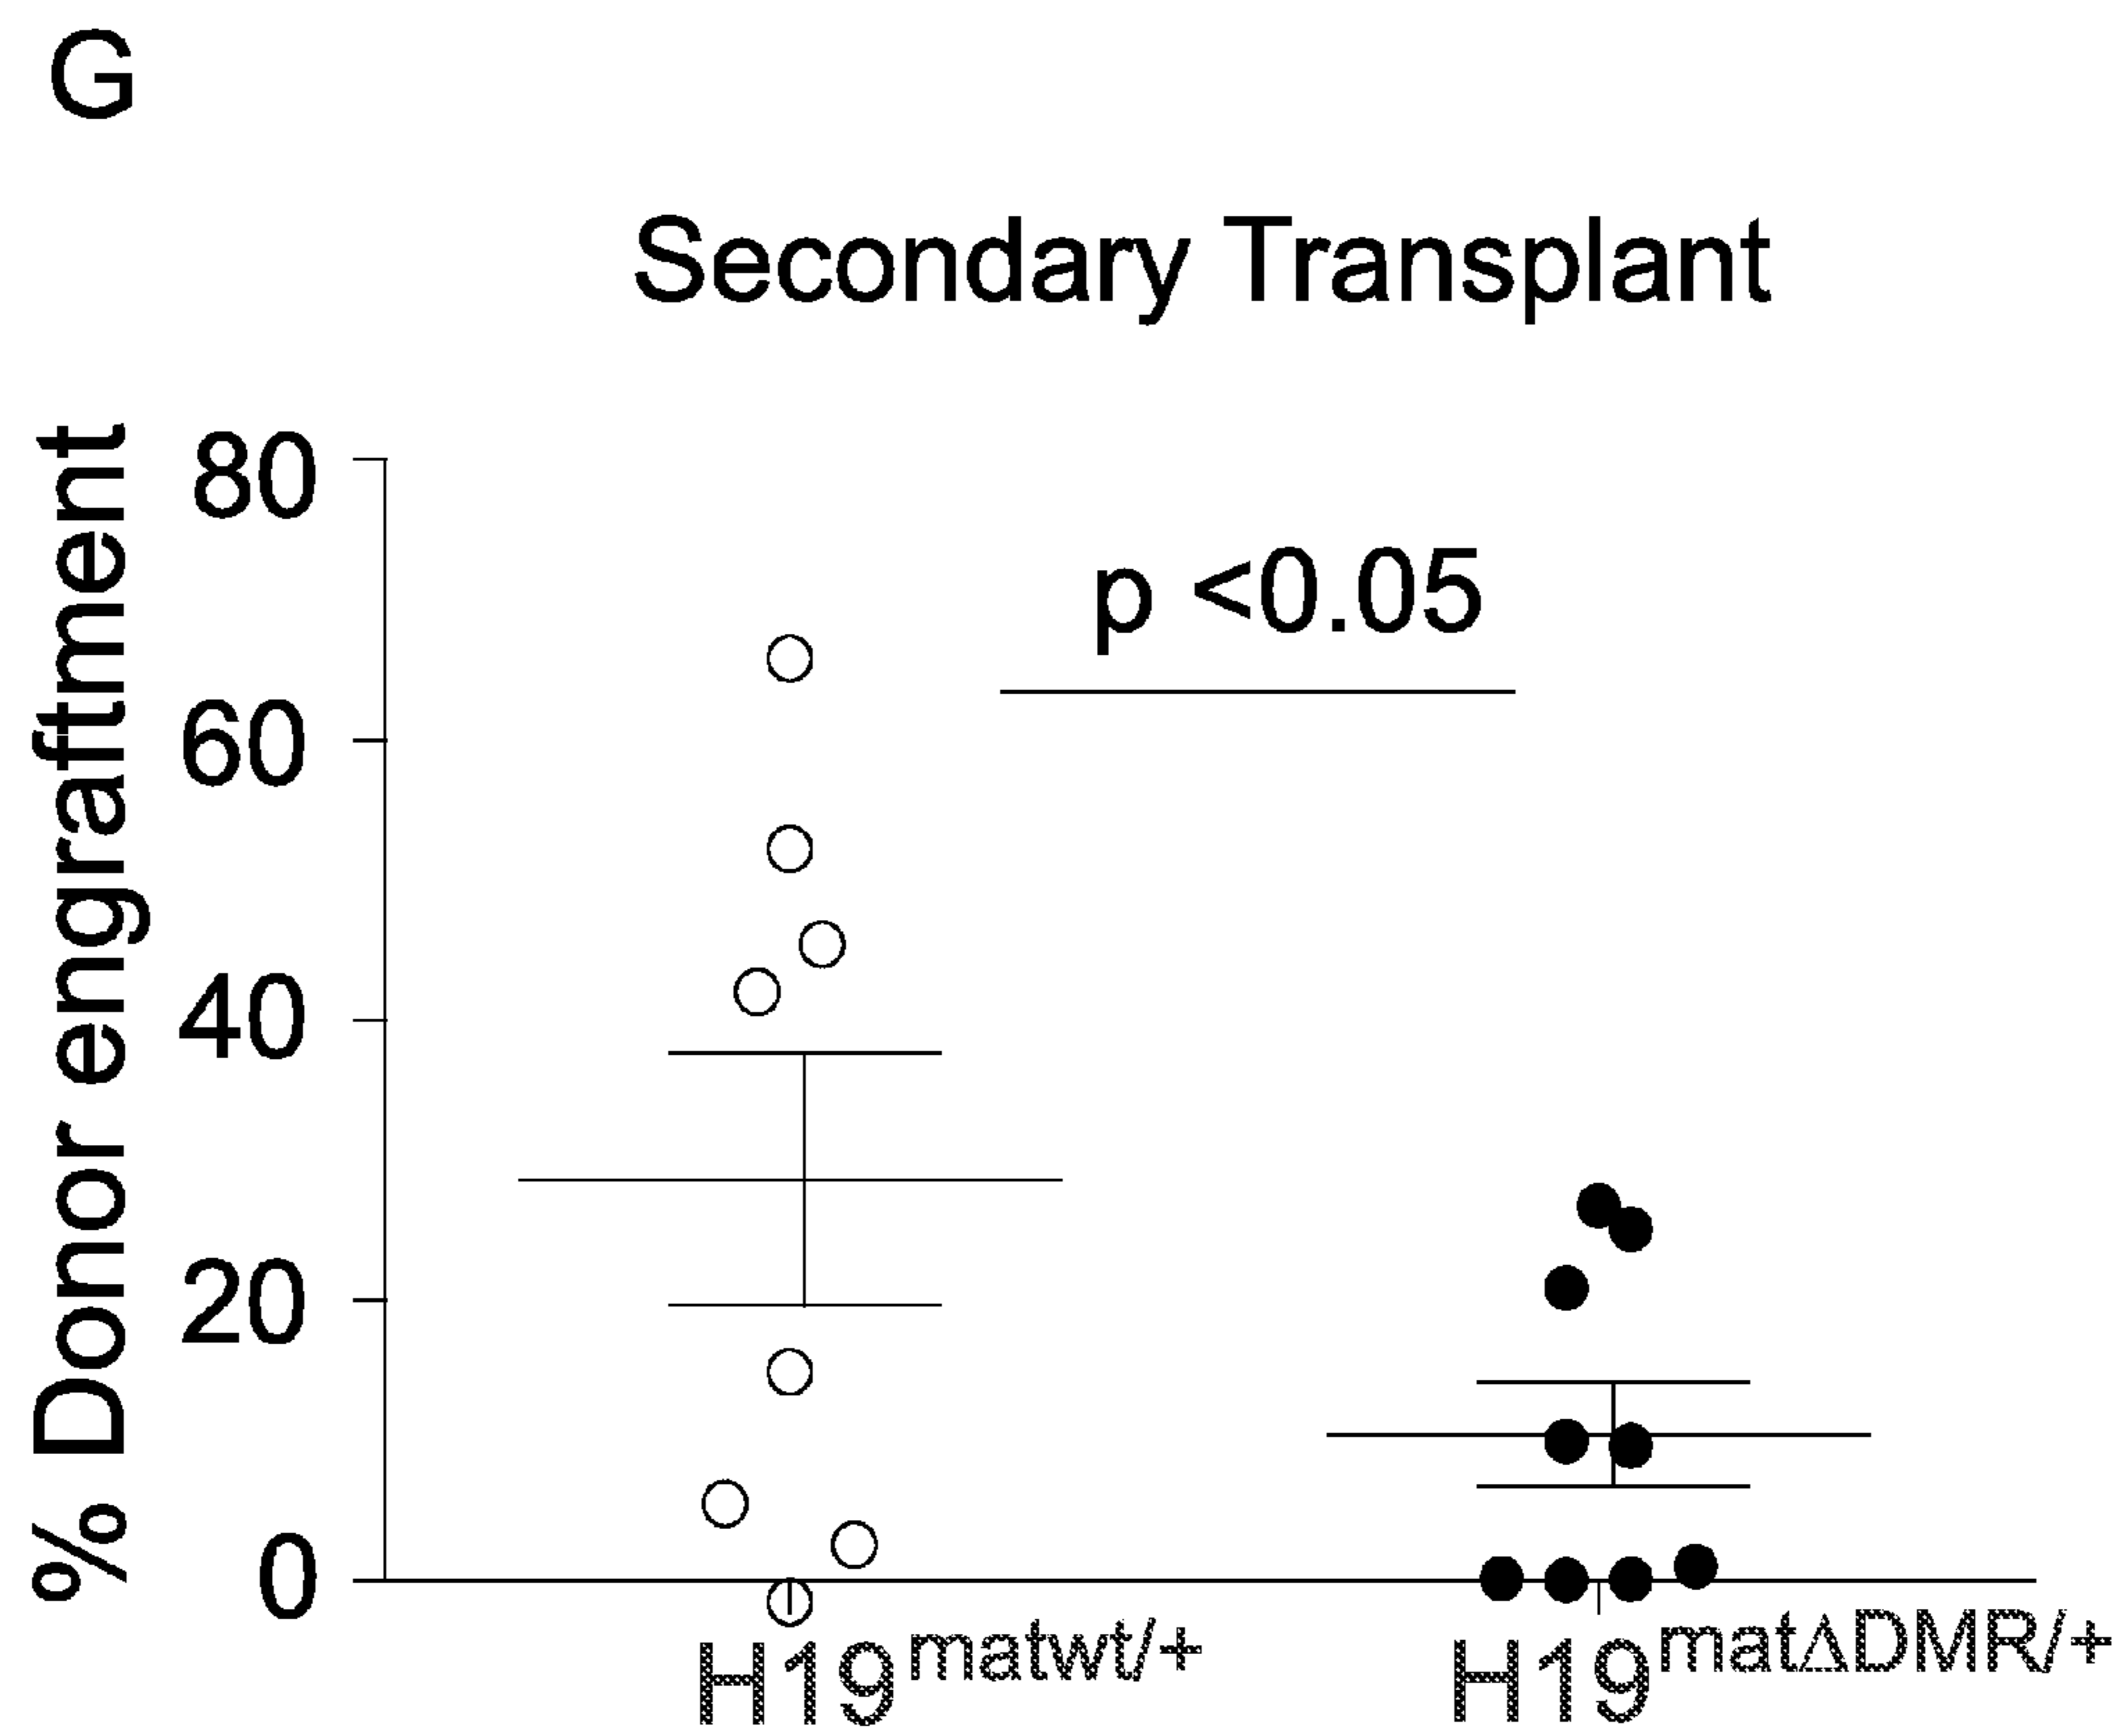 G
Secondary Transplant
% Donor engraftment
80
60
40
20
0
p <0.05
H19matwt/+
H19matΔDMR/+